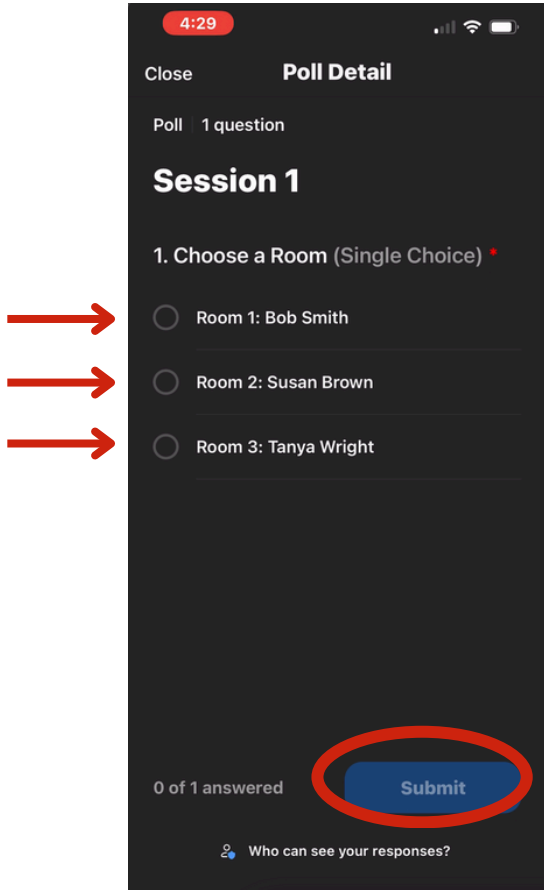 4:29
Close Poll Detail
Poll 1 question
Session 1
1. Choose a Room (Single Choice) *
Room 1: Bob Smith
Room 2: Susan Brown
Room 3: Tanya Wright
0 of 1 answered Submit
Who can see your responses?